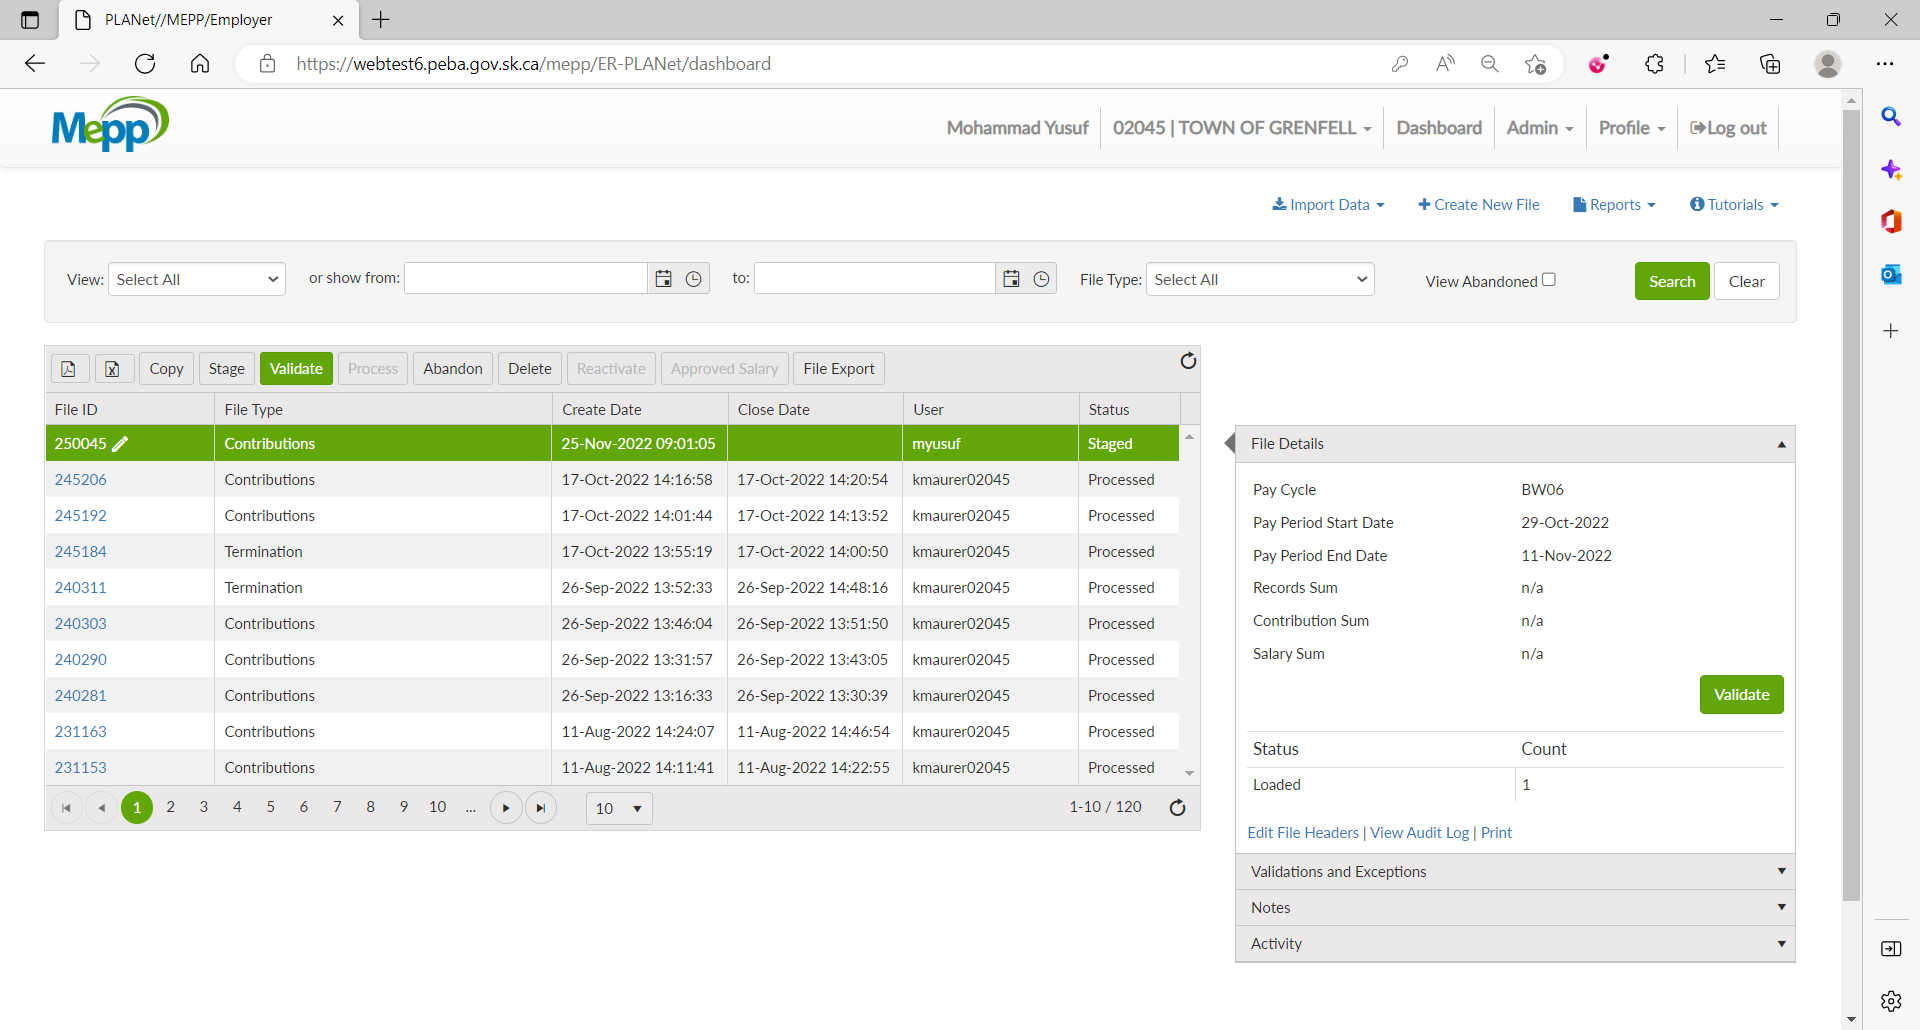 PLANet//MEPP/Employer
https://webtest6.peba.gov.sk.ca/mepp/ER-PLANet/dashboard
Mepp
Mohammad Yusuf
02045 | TOWN OF GRENFELL
Dashboard
Admin
Profile
Log out
Import Data
Create New File
Reports
Tutorials
View: Select All
or show from:
to:
File Type: Select All
View Abandoned
Search
Clear
Copy Stage Validate Process Abandon Delete Reactivate Approved Salary File Export
File ID File Type Create Date Close Date User Status
250045 Contributions 25-Nov-2022 09:01:05 myusuf Staged
245206 Contributions 17-Oct-2022 14:16:58 17-Oct-2022 14:20:54 kmaurer02045 Processed
245192 Contributions 17-Oct-2022 14:01:44 17-Oct-2022 14:13:52 kmaurer02045 Processed
245184 Termination 17-Oct-2022 13:55:19 17-Oct-2022 14:00:50 kmaurer02045 Processed
240311 Termination 26-Sep-2022 13:52:33 26-Sep-2022 14:48:16 kmaurer02045 Processed
240303 Contributions 26-Sep-2022 13:46:04 26-Sep-2022 13:51:50 kmaurer02045 Processed
240290 Contributions 26-Sep-2022 13:31:57 26-Sep-2022 13:43:05 kmaurer02045 Processed
240281 Contributions 26-Sep-2022 13:16:33 26-Sep-2022 13:30:39 kmaurer02045 Processed
231163 Contributions 11-Aug-2022 14:24:07 11-Aug-2022 14:46:54 kmaurer02045 Processed
231153 Contributions 11-Aug-2022 14:11:41 11-Aug-2022 14:22:55 kmaurer02045 Processed
1 2 3 4 5 6 7 8 9 10 ... 10 1-10 / 120
File Details
Pay Cycle BW06
Pay Period Start Date 29-Oct-2022
Pay Period End Date 11-Nov-2022
Records Sum n/a
Contribution Sum n/a
Salary Sum n/a
Validate
Status Count
Loaded 1
Edit File Headers | View Audit Log | Print
Validations and Exceptions
Notes
Activity